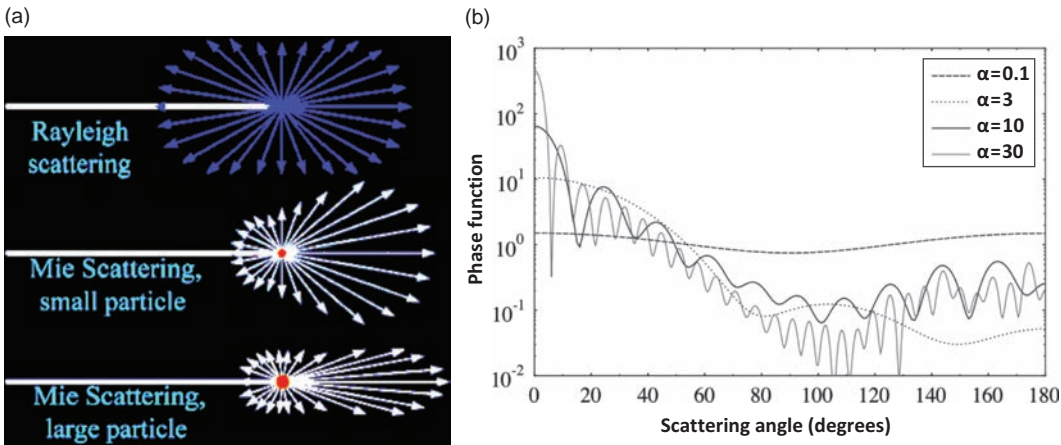 (a)
Rayleigh
scattering
Mie Scattering,
small particle
Mie Scattering,
large particle
(b)
Phase function
10³
10²
10¹
10⁰
10⁻¹
10⁻²
0 20 40 60 80 100 120 140 160 180
Scattering angle (degrees)
α=0.1
α=3
α=10
α=30